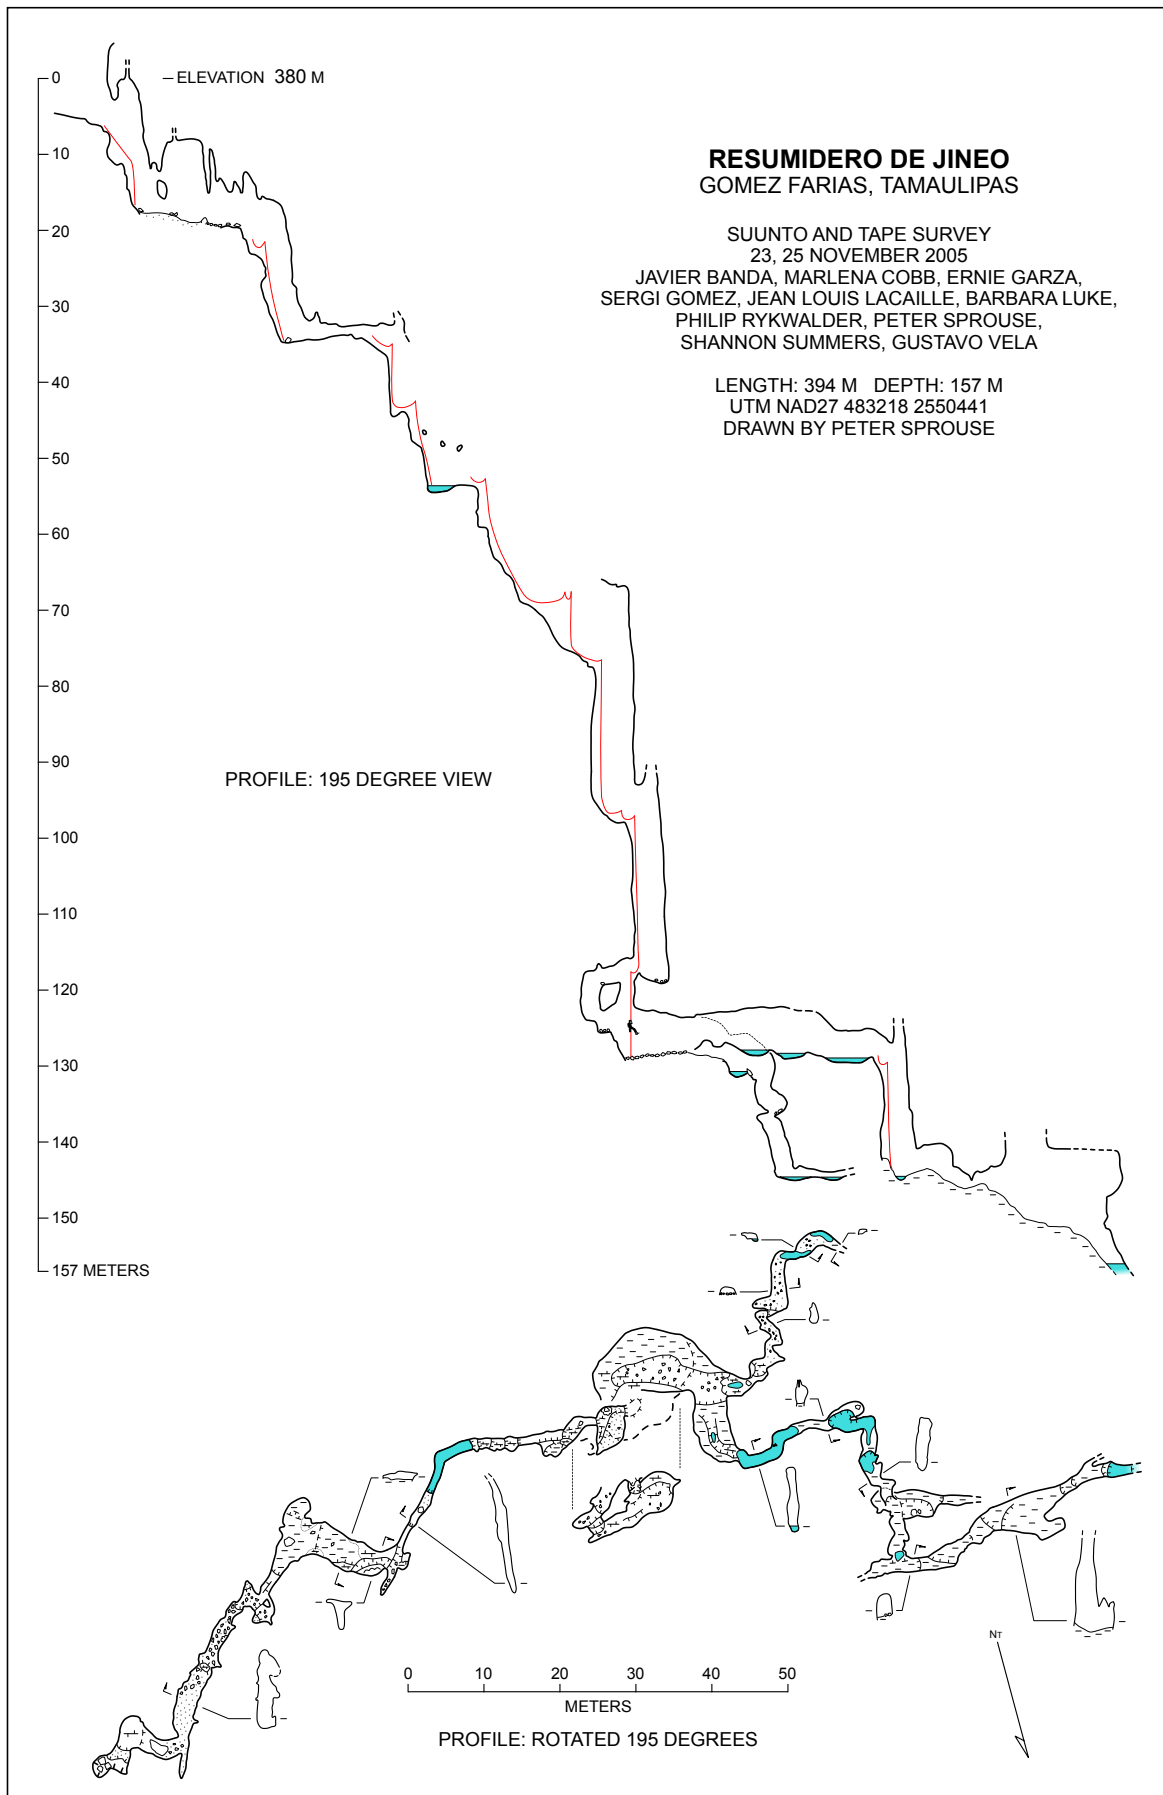 0
ELEVATION 380 M
10
20
30
40
50
60
70
80
90
100
110
120
130
140
150
157 METERS
RESUMIDERO DE JINEO
GOMEZ FARIAS, TAMAULIPAS
SUUNTO AND TAPE SURVEY
23, 25 NOVEMBER 2005
JAVIER BANDA, MARLENA COBB, ERNIE GARZA,
SERGI GOMEZ, JEAN LOUIS LACAILLE, BARBARA LUKE,
PHILIP RYKWALDER, PETER SPROUSE,
SHANNON SUMMERS, GUSTAVO VELA
LENGTH: 394 M DEPTH: 157 M
UTM NAD27 483218 2550441
DRAWN BY PETER SPROUSE
PROFILE: 195 DEGREE VIEW
NT
0 10 20 30 40 50
METERS
PROFILE: ROTATED 195 DEGREES